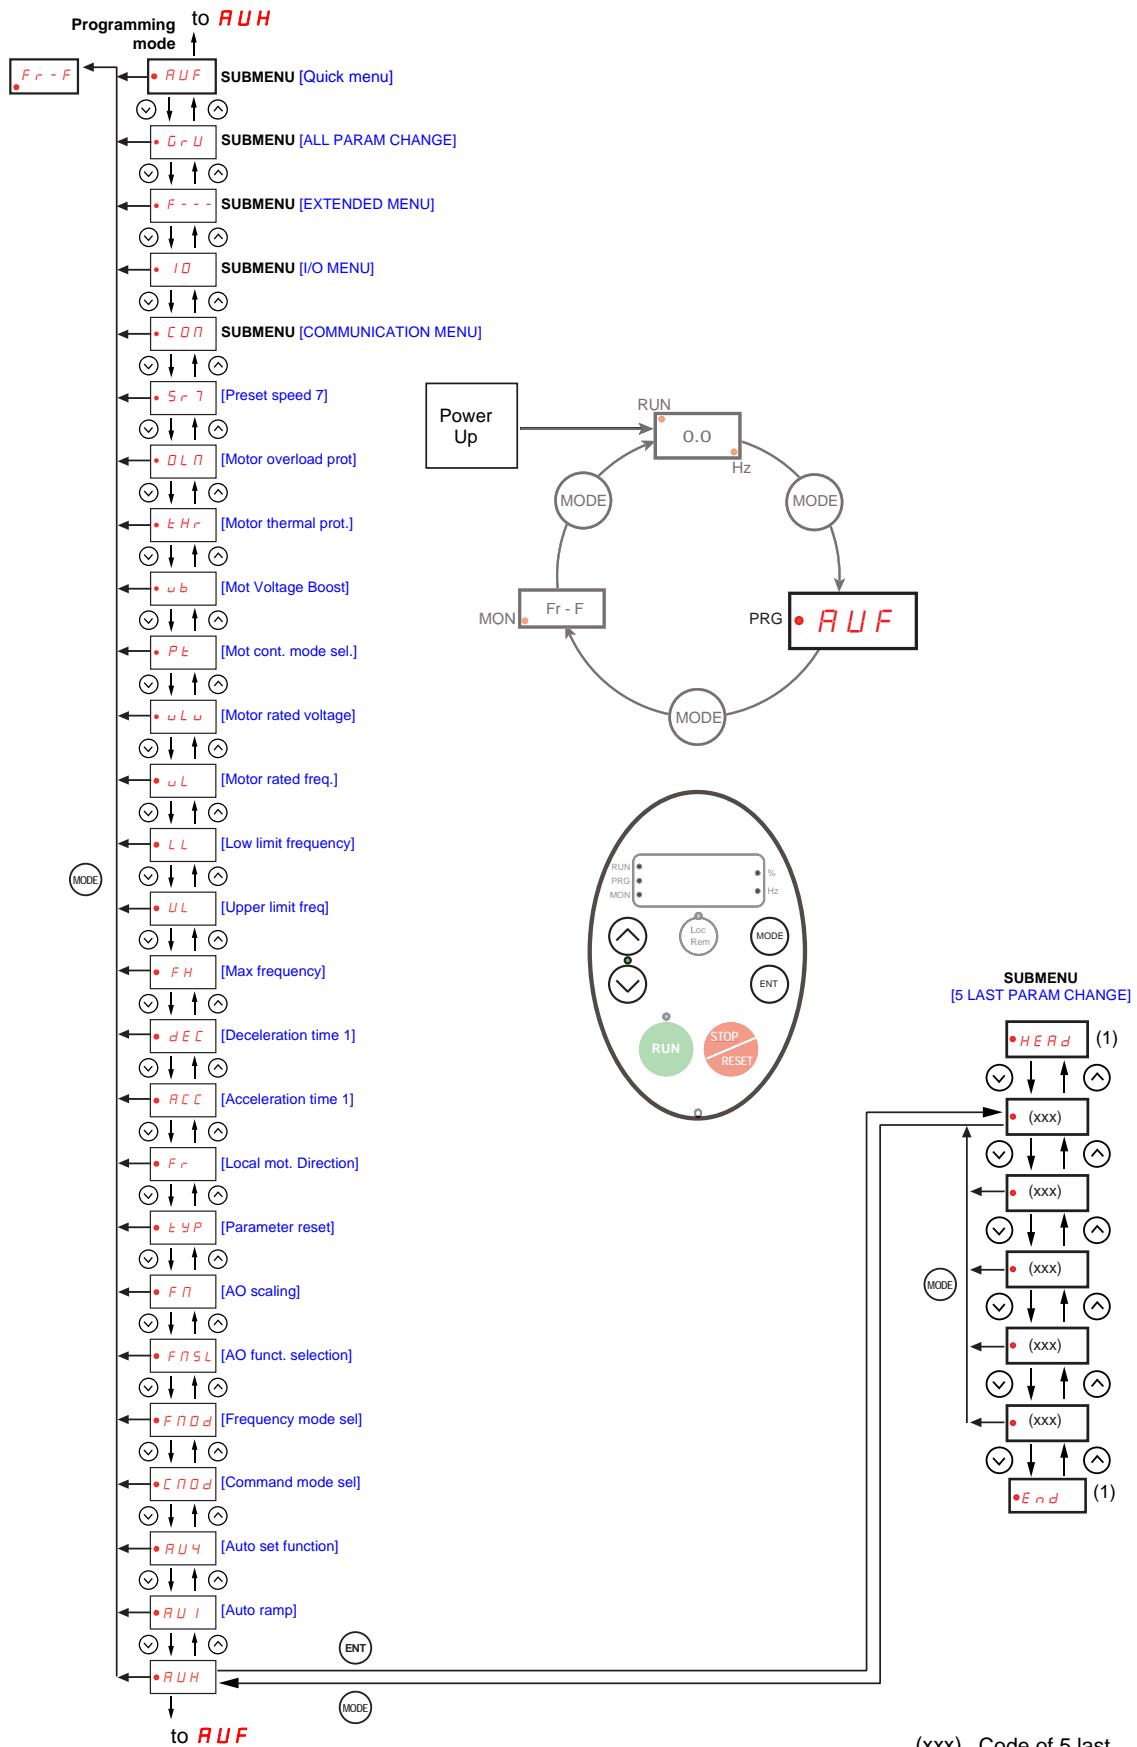 to AUH
Programming
mode
Fr-F
AUF SUBMENU [Quick menu]
GrU SUBMENU [ALL PARAM CHANGE]
F--- SUBMENU [EXTENDED MENU]
IO SUBMENU [I/O MENU]
COM SUBMENU [COMMUNICATION MENU]
Sr7 [Preset speed 7]
OLM [Motor overload prot]
tHr [Motor thermal prot.]
ub [Mot Voltage Boost]
Pt [Mot cont. mode sel.]
uLu [Motor rated voltage]
uL [Motor rated freq.]
LL [Low limit frequency]
UL [Upper limit freq]
FH [Max frequency]
dEC [Deceleration time 1]
ACC [Acceleration time 1]
Fr [Local mot. Direction]
tYP [Parameter reset]
FM [AO scaling]
FMSL [AO funct. selection]
FMOd [Frequency mode sel]
CMOd [Command mode sel]
AU4 [Auto set function]
AU1 [Auto ramp]
AUH
to AUF
MODE
ENT
MODE
Power
Up
RUN
0.0
Hz
MODE
MODE
MON
Fr - F
PRG
AUF
MODE
RUN
PRG
MON
%
Hz
Loc
Rem
MODE
ENT
RUN
STOP
RESET
SUBMENU
[5 LAST PARAM CHANGE]
HEAd (1)
(xxx)
(xxx)
(xxx)
(xxx)
(xxx)
End (1)
MODE
(xxx) Code of 5 last